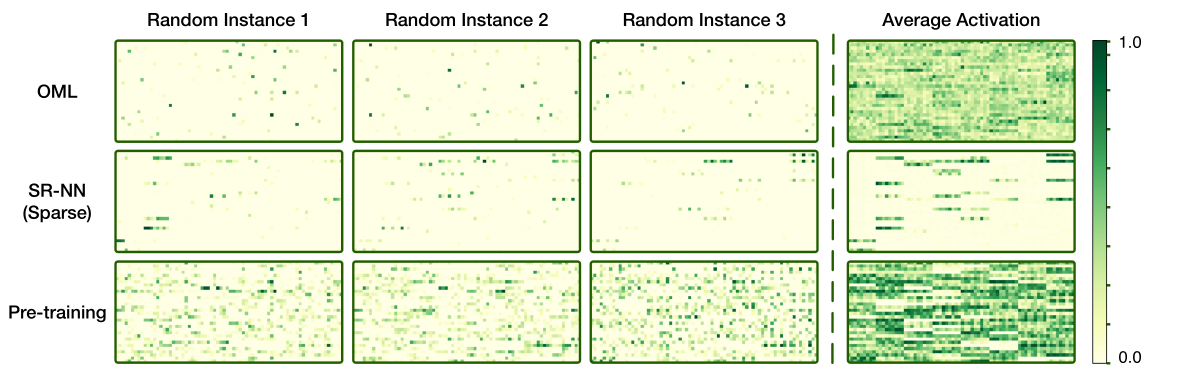 Random Instance 1 Random Instance 2 Random Instance 3 Average Activation
1.0
OML
SR-NN
(Sparse)
Pre-training
0.0